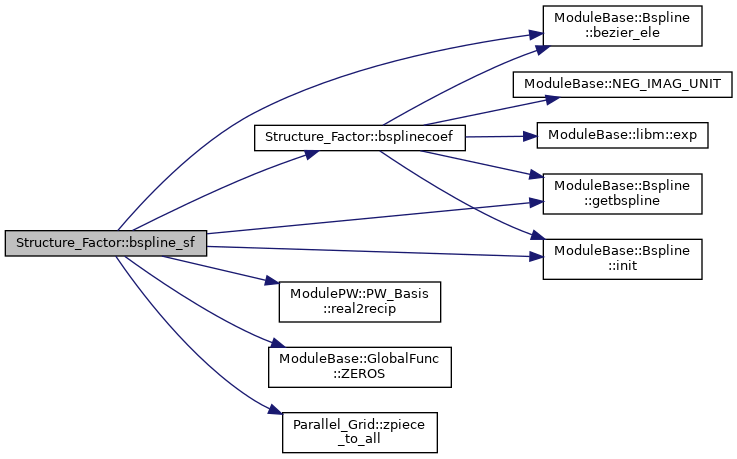 ModuleBase::Bspline
::bezier_ele
ModuleBase::NEG_IMAG_UNIT
Structure_Factor::bsplinecoef
ModuleBase::libm::exp
ModuleBase::Bspline
::getbspline
Structure_Factor::bspline_sf
ModuleBase::Bspline
::init
ModulePW::PW_Basis
::real2recip
ModuleBase::GlobalFunc
::ZEROS
Parallel_Grid::zpiece
_to_all